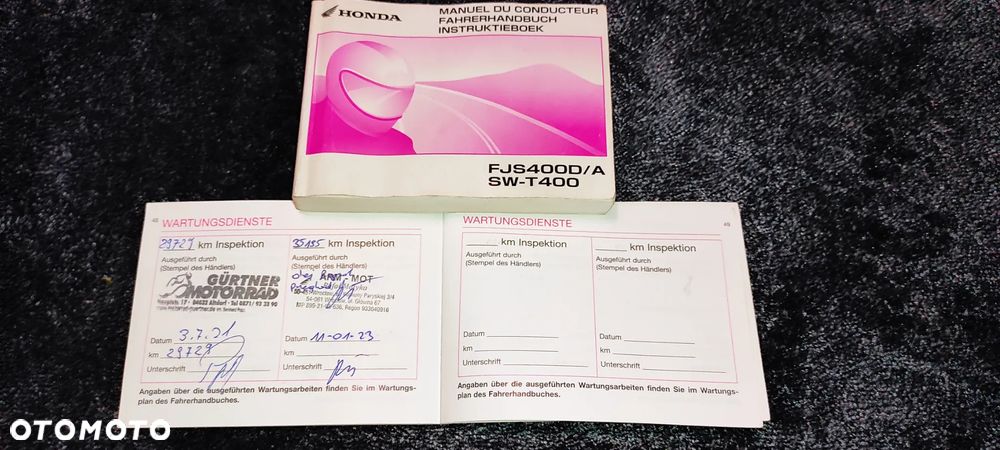 HONDA
MANUEL DU CONDUCTEUR
FAHRERHANDBUCH
INSTRUKTIEBOEK
FJS400D/A
SW-T400
48 WARTUNGSDIENSTE
29729 km Inspektion
Ausgeführt durch
(Stempel des Händlers)
GÜRTNER
MOTORRAD
Datum 3.7.21
km 29729
Unterschrift
35185 km Inspektion
Ausgeführt durch
(Stempel des Händlers)
MOT
Datum 11-01-23
km
Unterschrift
Angaben über die ausgeführten Wartungsarbeiten finden Sie im Wartungs-
plan des Fahrerhandbuches.
WARTUNGSDIENSTE 49
km Inspektion
Ausgeführt durch
(Stempel des Händlers)
Datum
km
Unterschrift
km Inspektion
Ausgeführt durch
(Stempel des Händlers)
Datum
km
Unterschrift
Angaben über die ausgeführten Wartungsarbeiten finden Sie im Wartungs-
plan des Fahrerhandbuches.
OTOMOTO